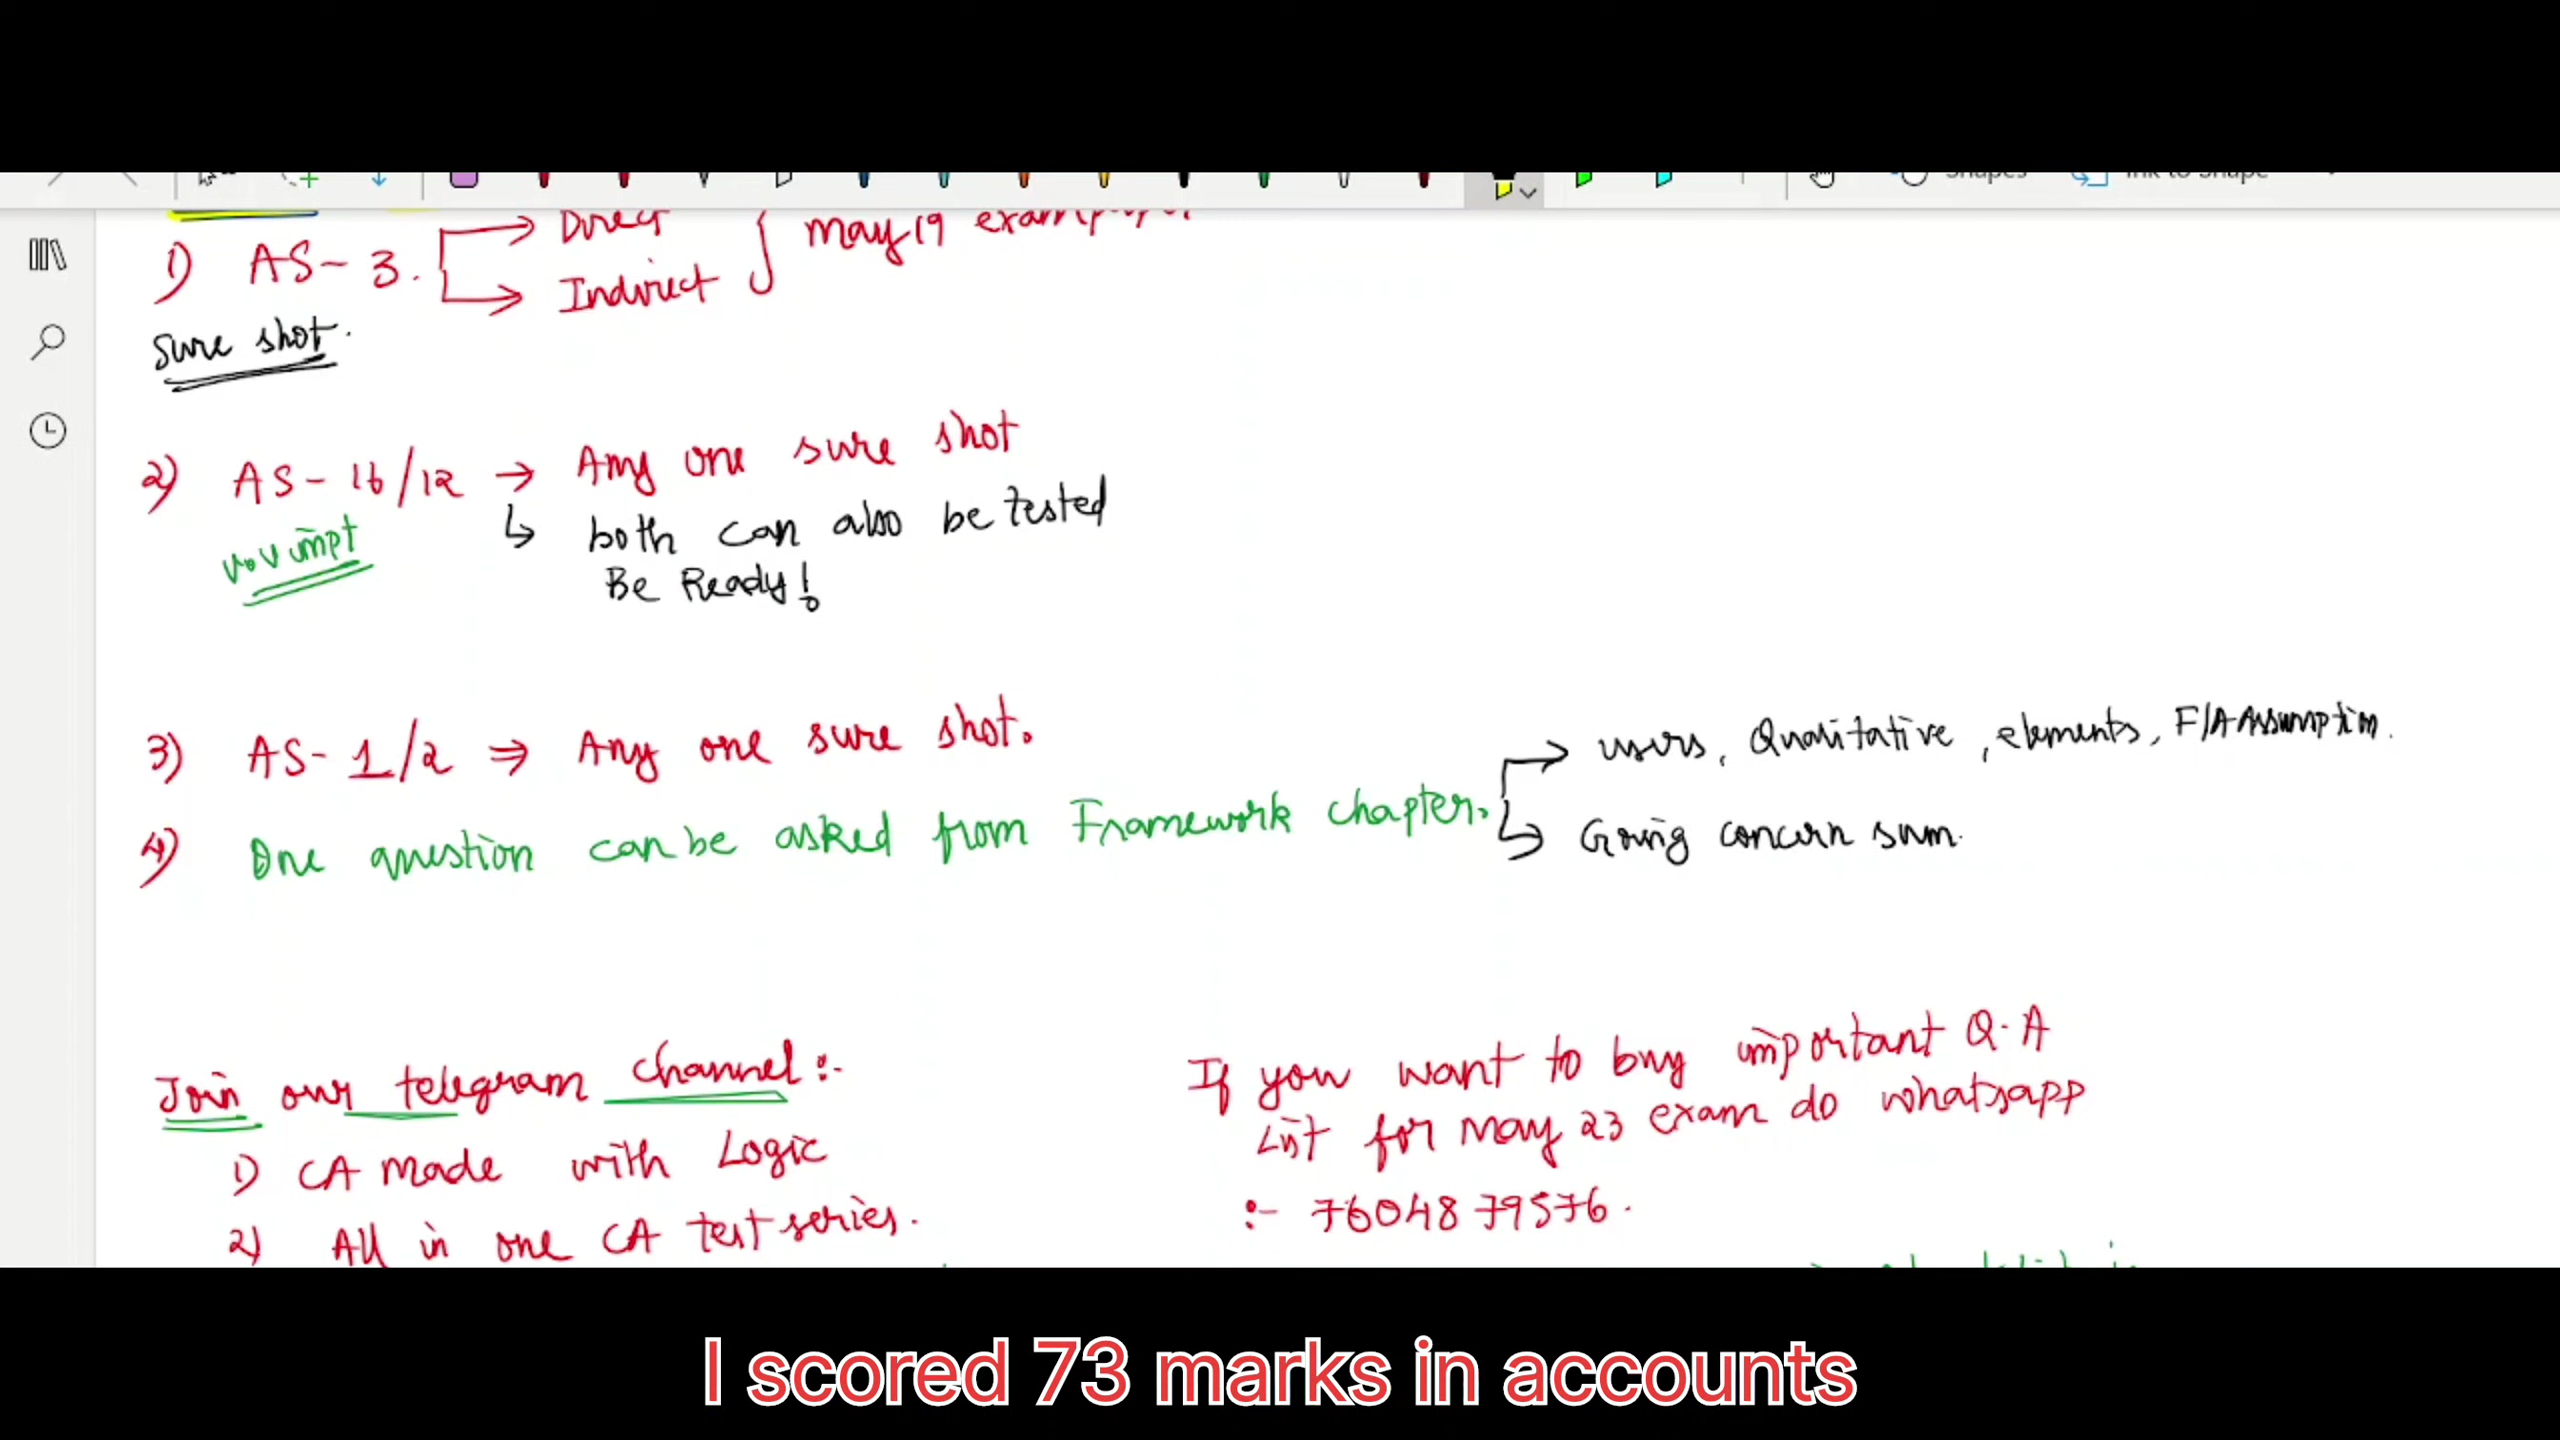 Shapes
Ink to Shape
1) AS-3. Direct
Indirect
May 19
Sure shot.
2) AS-16/12 → Any one sure shot
v.v impt
↳ both can also be tested
Be Ready!
3) AS-1/2 ⇒ Any one sure shot.
4) One question can be asked from Framework chapter.
→ users, Qualitative, elements, F/A Assumption.
↳ Going concern sum.
Join our telegram channel :-
1) CA Made with Logic
2) All in one CA test series.
If you want to buy important Q.A
List for May 23 exam do whatsapp
:- 7604879576.
I scored 73 marks in accounts